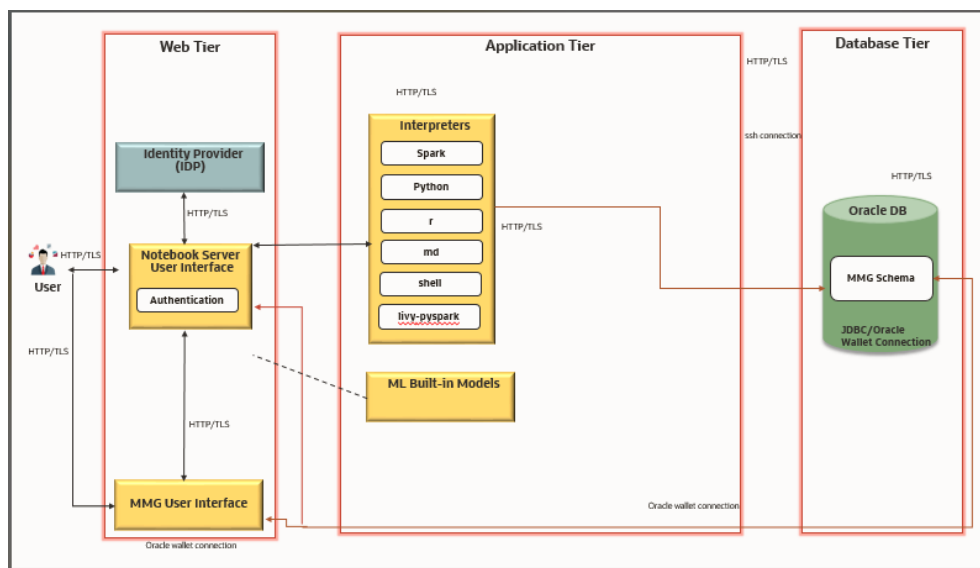 Web Tier
Application Tier
Database Tier
HTTP/TLS
HTTP/TLS
ssh connection
Interpreters
Spark
Python
r
md
shell
livy-pyspark
Identity Provider
(IDP)
HTTP/TLS
HTTP/TLS
HTTP/TLS
Oracle DB
MMG Schema
JDBC/Oracle
Wallet Connection
User
HTTP/TLS
Notebook Server
User Interface
Authentication
HTTP/TLS
ML Built-in Models
HTTP/TLS
MMG User Interface
Oracle wallet connection
Oracle wallet connection